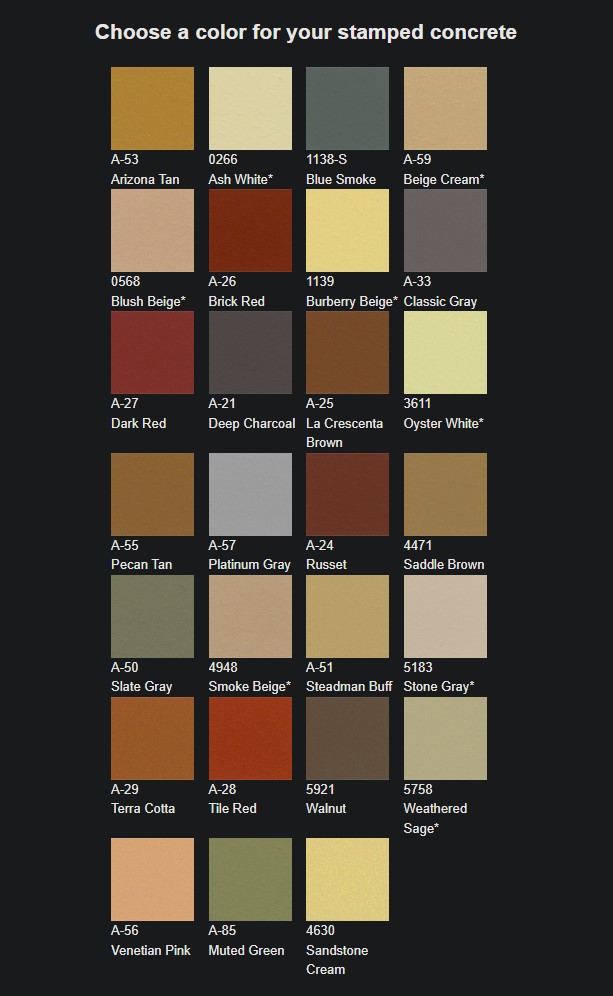 Choose a color for your stamped concrete
A-53
Arizona Tan
0266
Ash White*
1138-S
Blue Smoke
A-59
Beige Cream*
0568
Blush Beige*
A-26
Brick Red
1139
Burberry Beige*
A-33
Classic Gray
A-27
Dark Red
A-21
Deep Charcoal
A-25
La Crescenta
Brown
3611
Oyster White*
A-55
Pecan Tan
A-57
Platinum Gray
A-24
Russet
4471
Saddle Brown
A-50
Slate Gray
4948
Smoke Beige*
A-51
Steadman Buff
5183
Stone Gray*
A-29
Terra Cotta
A-28
Tile Red
5921
Walnut
5758
Weathered
Sage*
A-56
Venetian Pink
A-85
Muted Green
4630
Sandstone
Cream